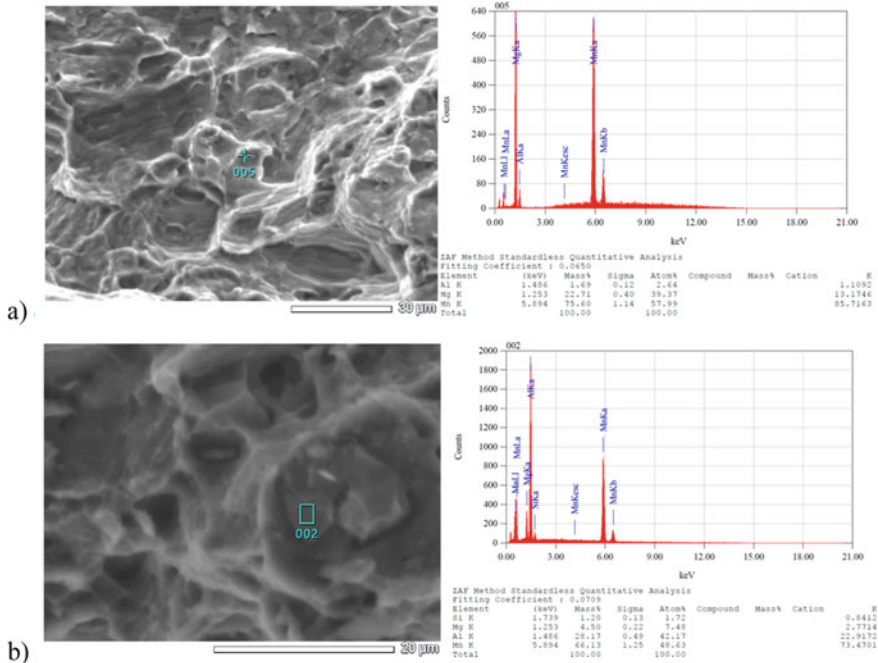 005
30 µm
a)
005
640
560
480
400
320
240
160
80
0
Counts
MnLl
MnLa
MgKa
AlKa
MnKesc
MnKa
MnKb
0.00 3.00 6.00 9.00 12.00 15.00 18.00 21.00
keV
ZAF Method Standardless Quantitative Analysis
Fitting Coefficient : 0.0650
Element (keV) Mass% Sigma Atom% Compound Mass% Cation K
Al K 1.486 1.69 0.12 2.64 1.1092
Mg K 1.253 22.71 0.40 39.37 13.1746
Mn K 5.894 75.60 1.14 57.99 85.7163
Total 100.00 100.00
002
20 µm
b)
002
2000
1800
1600
1400
1200
1000
800
600
400
200
0
Counts
MnLl
MnLa
MgKa
AlKa
SiKa
MnKesc
MnKa
MnKb
0.00 3.00 6.00 9.00 12.00 15.00 18.00 21.00
keV
ZAF Method Standardless Quantitative Analysis
Fitting Coefficient : 0.0709
Element (keV) Mass% Sigma Atom% Compound Mass% Cation K
Si K 1.739 1.20 0.13 1.72 0.8412
Mg K 1.253 4.50 0.22 7.48 2.7714
Al K 1.486 28.17 0.49 42.17 22.9172
Mn K 5.894 66.13 1.25 48.63 73.4701
Total 100.00 100.00